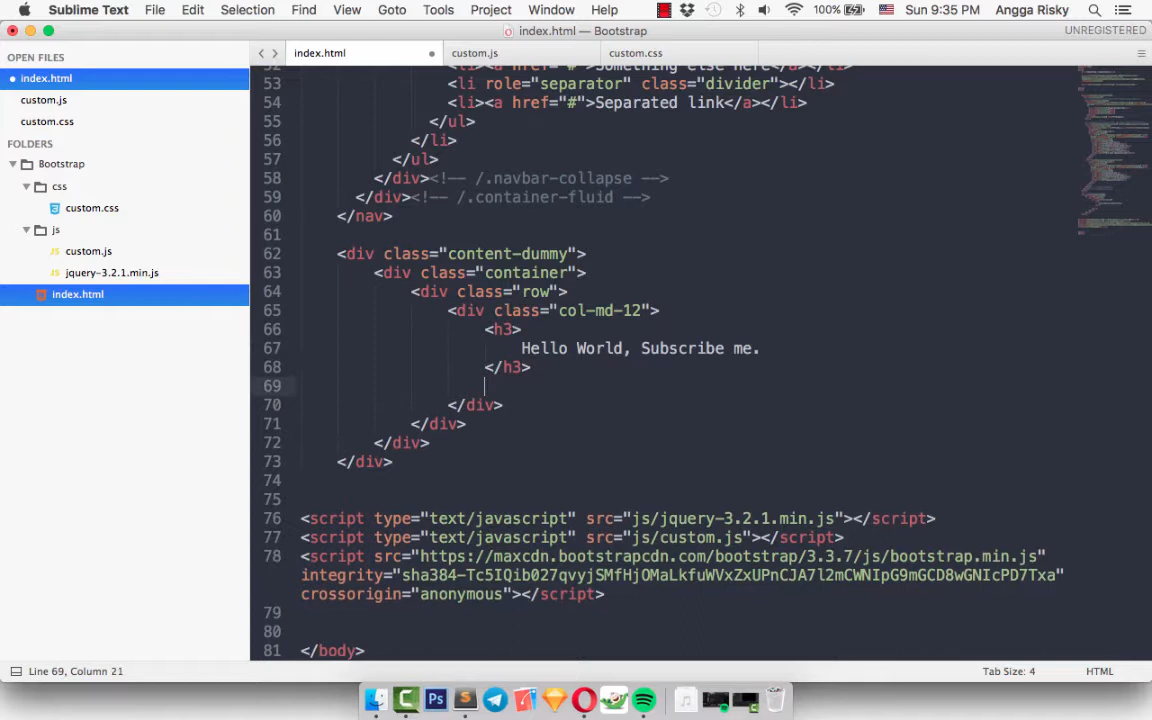 Sublime Text File Edit Selection Find View Goto Tools Project Window Help 100% Sun 9:35 PM Angga Risky
index.html — Bootstrap UNREGISTERED
OPEN FILES
index.html
custom.js
custom.css
FOLDERS
Bootstrap
css
custom.css
js
custom.js
jquery-3.2.1.min.js
index.html
index.html custom.js custom.css
52 <li><a href="#">Something else here</a></li>
53 <li role="separator" class="divider"></li>
54 <li><a href="#">Separated link</a></li>
55 </ul>
56 </li>
57 </ul>
58 </div><!-- /.navbar-collapse -->
59 </div><!-- /.container-fluid -->
60 </nav>
61
62 <div class="content-dummy">
63 <div class="container">
64 <div class="row">
65 <div class="col-md-12">
66 <h3>
67 Hello World, Subscribe me.
68 </h3>
69
70 </div>
71 </div>
72 </div>
73 </div>
74
75
76 <script type="text/javascript" src="js/jquery-3.2.1.min.js"></script>
77 <script type="text/javascript" src="js/custom.js"></script>
78 <script src="https://maxcdn.bootstrapcdn.com/bootstrap/3.3.7/js/bootstrap.min.js"
integrity="sha384-Tc5IQib027qvyjSMfHjOMaLkfuWVxZxUPnCJA7l2mCWNIpG9mGCD8wGNIcPD7Txa"
crossorigin="anonymous"></script>
79
80
81 </body>
Line 69, Column 21 Tab Size: 4 HTML